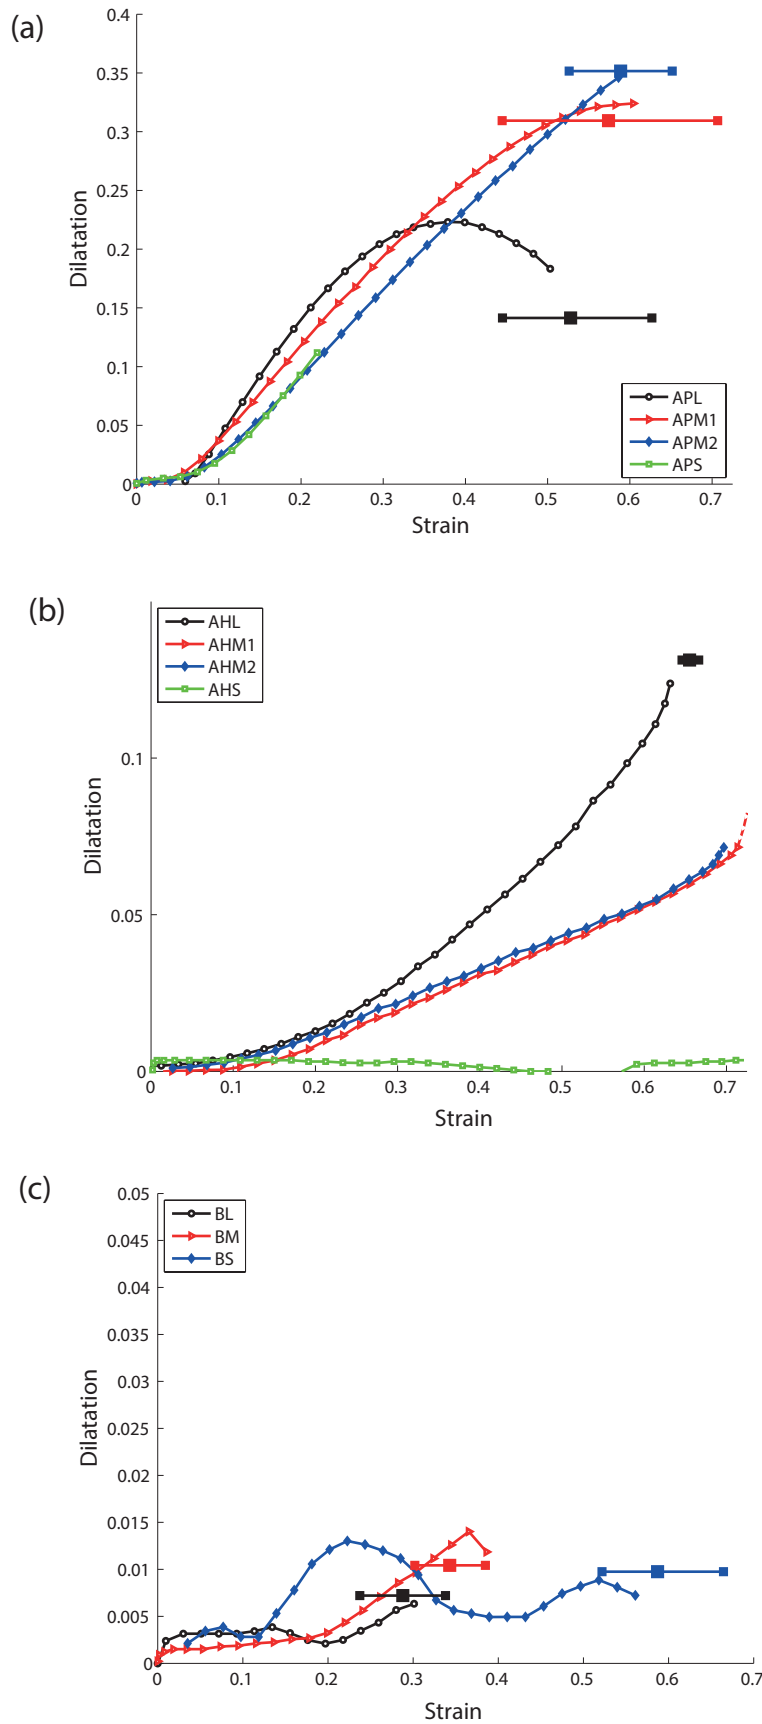 (a)
0.4
0.35
0.3
0.25
0.2
0.15
0.1
0.05
0
Dilatation
APL
APM1
APM2
APS
0 0.1 0.2 0.3 0.4 0.5 0.6 0.7
Strain
(b)
AHL
AHM1
AHM2
AHS
0.1
0.05
0
Dilatation
0 0.1 0.2 0.3 0.4 0.5 0.6 0.7
Strain
(c)
0.05
0.045
0.04
0.035
0.03
0.025
0.02
0.015
0.01
0.005
0
Dilatation
BL
BM
BS
0 0.1 0.2 0.3 0.4 0.5 0.6 0.7
Strain